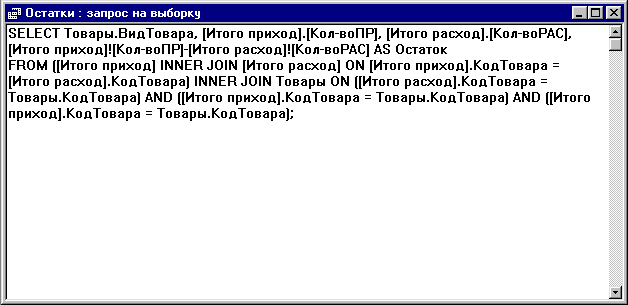 Остатки : запрос на выборку
SELECT Товары.ВидТовара, [Итого приход].[Кол-воПР], [Итого расход].[Кол-воРАС],
[Итого приход]![Кол-воПР]-[Итого расход]![Кол-воРАС] AS Остаток
FROM ([Итого приход] INNER JOIN [Итого расход] ON [Итого приход].КодТовара =
[Итого расход].КодТовара) INNER JOIN Товары ON ([Итого расход].КодТовара =
Товары.КодТовара) AND ([Итого приход].КодТовара = Товары.КодТовара) AND ([Итого
приход].КодТовара = Товары.КодТовара);